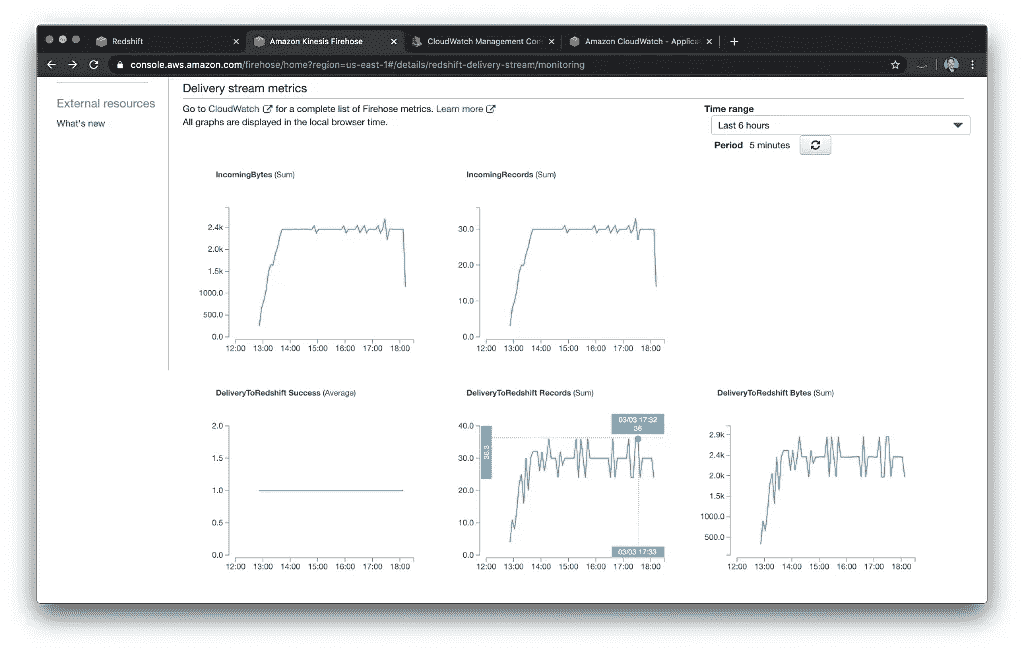 Redshift
Amazon Kinesis Firehose
CloudWatch Management Con
Amazon CloudWatch - Applica
console.aws.amazon.com/firehose/home?region=us-east-1#/details/redshift-delivery-stream/monitoring
External resources
What's new
Delivery stream metrics
Go to CloudWatch for a complete list of Firehose metrics. Learn more
All graphs are displayed in the local browser time.
Time range
Last 6 hours
Period 5 minutes
IncomingBytes (Sum)
2.4k
2.0k
1.5k
1000.0
500.0
0.0
12:00 13:00 14:00 15:00 16:00 17:00 18:00
IncomingRecords (Sum)
30.0
20.0
10.0
0.0
12:00 13:00 14:00 15:00 16:00 17:00 18:00
DeliveryToRedshift Success (Average)
2.0
1.5
1.0
0.5
0.0
12:00 13:00 14:00 15:00 16:00 17:00 18:00
DeliveryToRedshift Records (Sum)
03/03 17:32
36
40.0
36.3
30.0
20.0
10.0
0.0
03/03 17:33
12:00 13:00 14:00 15:00 16:00 17:00 18:00
DeliveryToRedshift Bytes (Sum)
2.9k
2.4k
2.0k
1.5k
1000.0
500.0
12:00 13:00 14:00 15:00 16:00 17:00 18:00